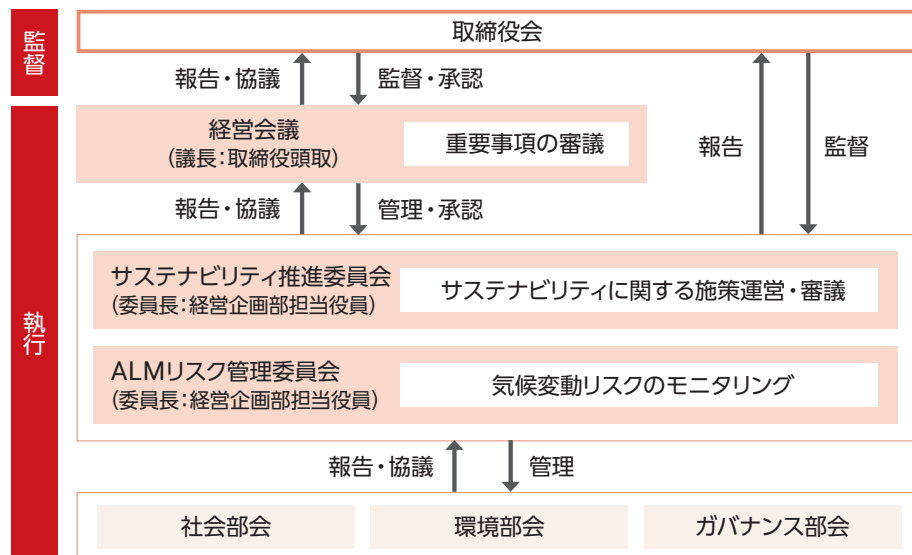 監督
取締役会
報告・協議
監督・承認
執行
経営会議
(議長:取締役頭取)
重要事項の審議
報告
監督
報告・協議
管理・承認
サステナビリティ推進委員会
(委員長:経営企画部担当役員)
サステナビリティに関する施策運営・審議
ALMリスク管理委員会
(委員長:経営企画部担当役員)
気候変動リスクのモニタリング
報告・協議
管理
社会部会
環境部会
ガバナンス部会